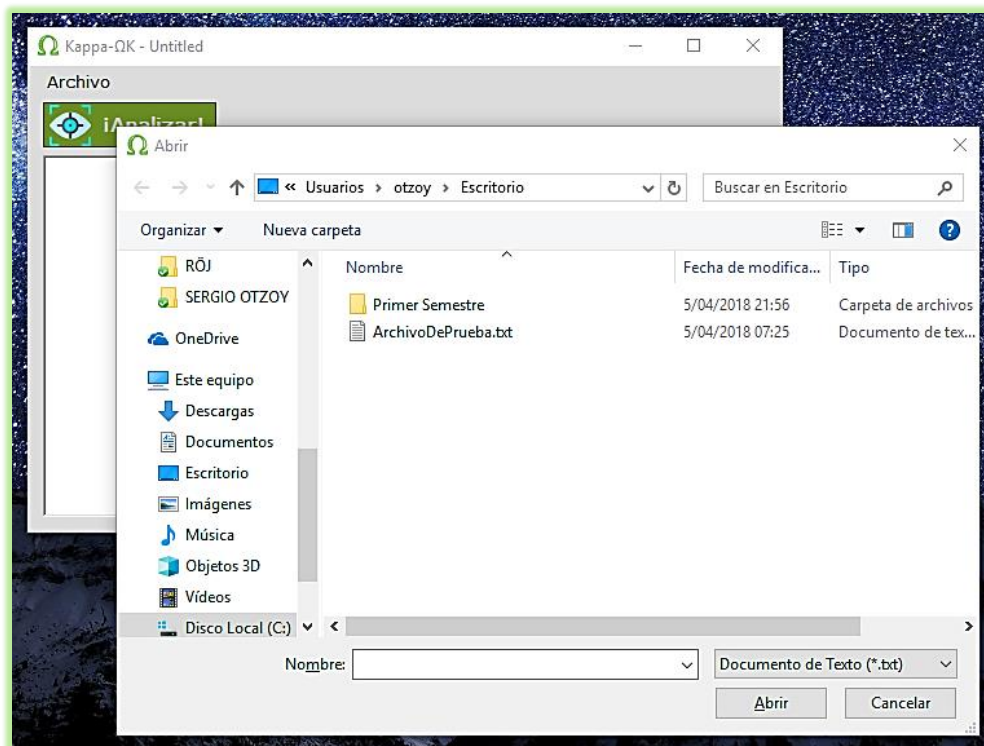 Kappa-ΩK - Untitled
Archivo
¡Analizar!
Abrir
« Usuarios › otzoy › Escritorio
Buscar en Escritorio
Organizar
Nueva carpeta
RŌJ
SERGIO OTZOY
OneDrive
Este equipo
Descargas
Documentos
Escritorio
Imágenes
Música
Objetos 3D
Vídeos
Disco Local (C:)
Nombre Fecha de modifica... Tipo
Primer Semestre 5/04/2018 21:56 Carpeta de archivos
ArchivoDePrueba.txt 5/04/2018 07:25 Documento de tex...
Nombre:
Documento de Texto (*.txt)
Abrir
Cancelar